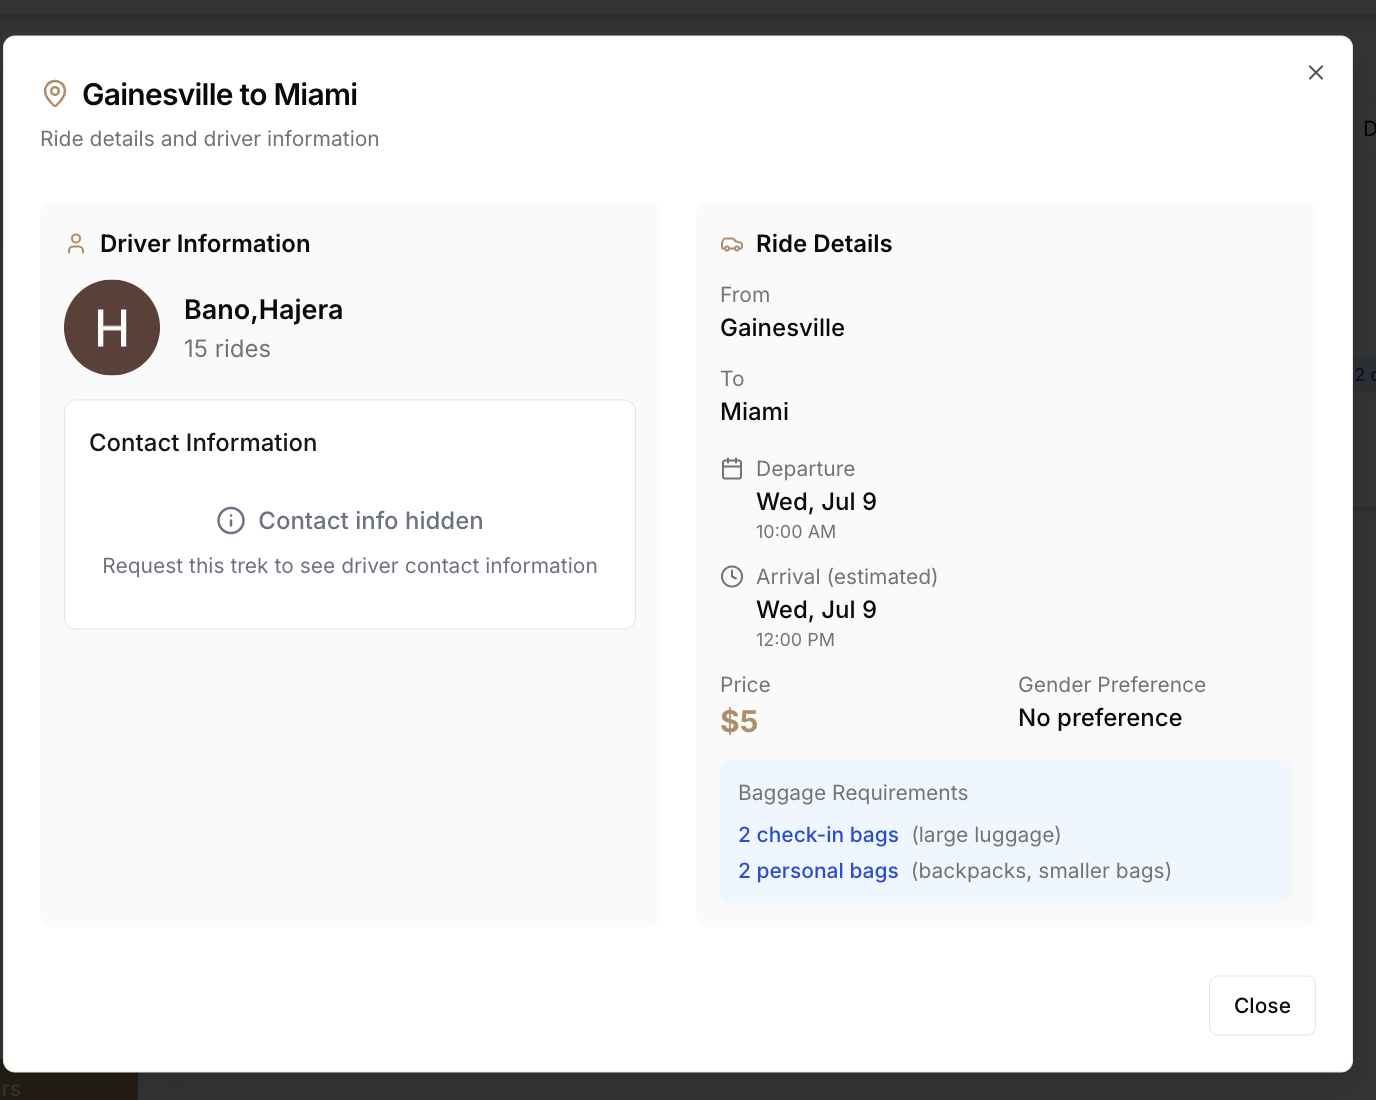 Gainesville to Miami
Ride details and driver information
Driver Information
H
Bano,Hajera
15 rides
Contact Information
Contact info hidden
Request this trek to see driver contact information
Ride Details
From
Gainesville
To
Miami
Departure
Wed, Jul 9
10:00 AM
Arrival (estimated)
Wed, Jul 9
12:00 PM
Price
$5
Gender Preference
No preference
Baggage Requirements
2 check-in bags (large luggage)
2 personal bags (backpacks, smaller bags)
Close